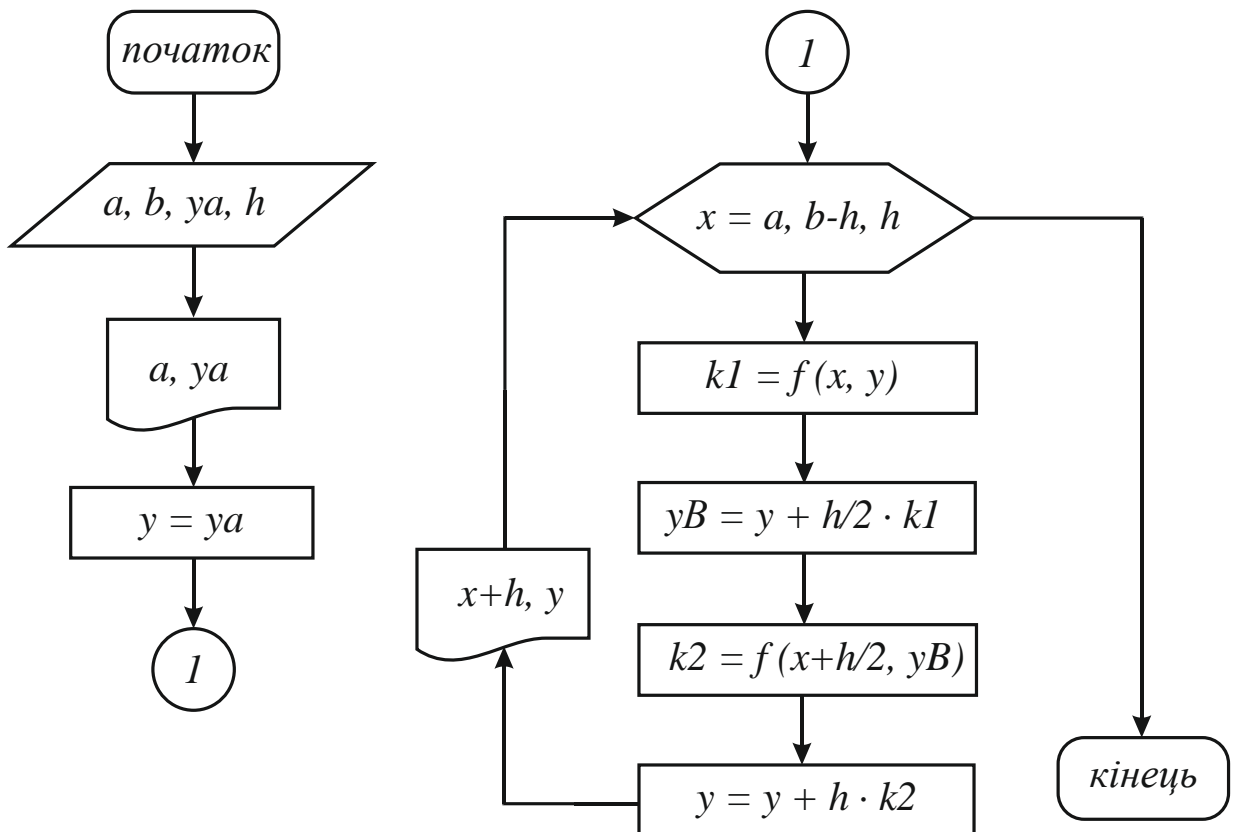 початок
a, b, ya, h
a, ya
y = ya
1
1
x = a, b-h, h
k1 = f (x, y)
yB = y + h/2 · k1
k2 = f (x+h/2, yB)
y = y + h · k2
x+h, y
кінець